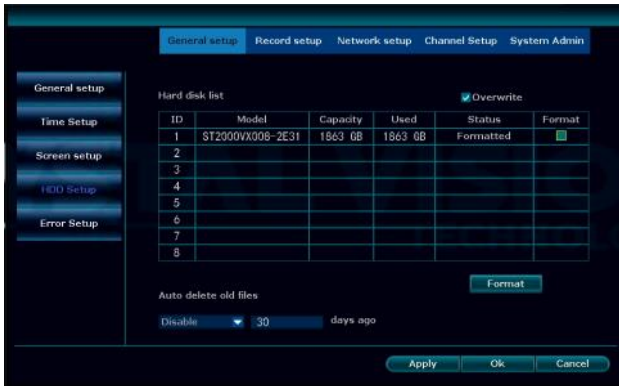 General setup Record setup Network setup Channel Setup System Admin
General setup
Time Setup
Screen setup
HDD Setup
Error Setup
Hard disk list Overwrite
ID Model Capacity Used Status Format
1 ST2000VX008-2E31 1863 GB 1863 GB Formatted
2
3
4
5
6
7
8
Format
Auto delete old files
Disable 30 days ago
Apply Ok Cancel